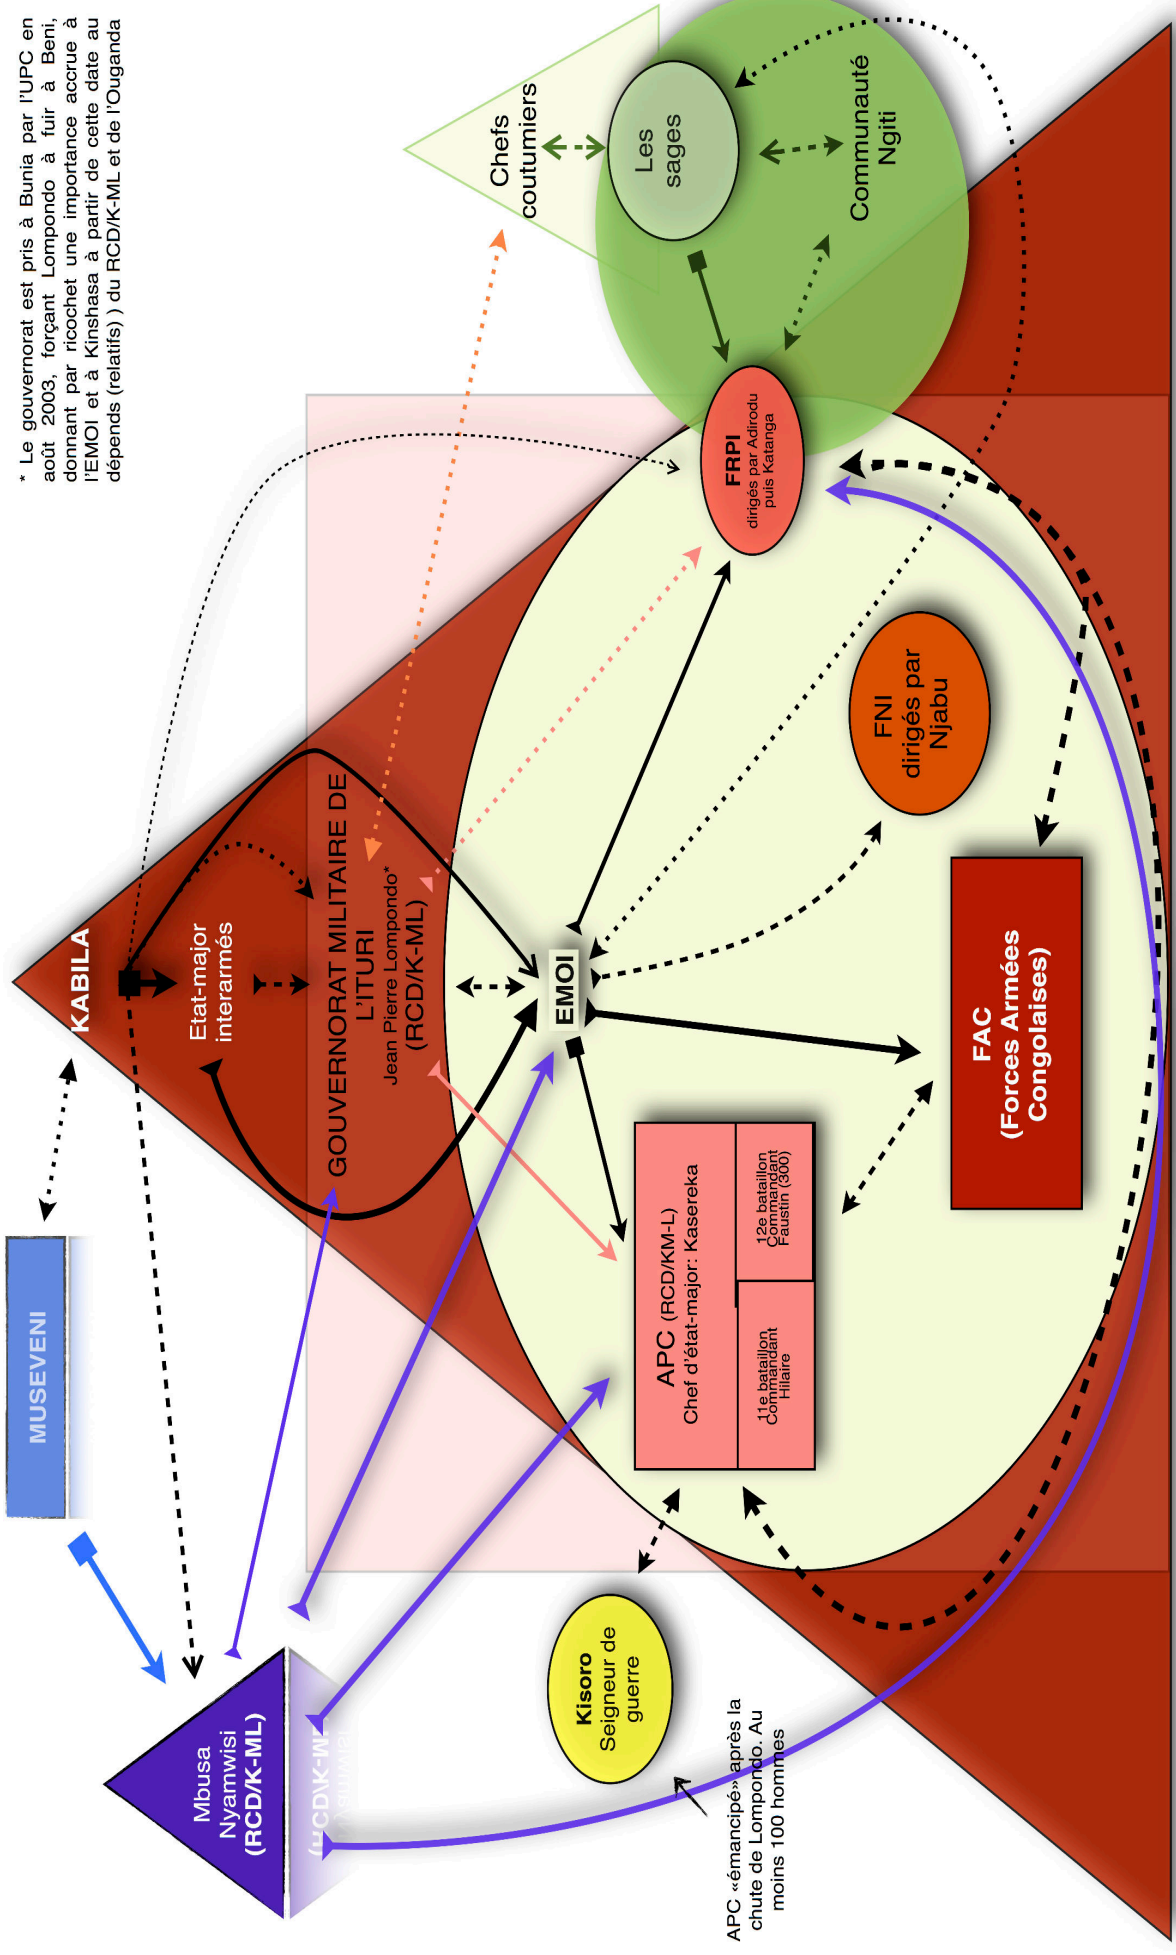 * Le gouvernorat est pris à Bunia par l'UPC en
août 2003, forçant Lompondo à fuir à Beni,
donnant par ricochet une importance accrue à
l'EMOI et à Kinshasa à partir de cette date au
dépends (relatifs) ) du RCD/K-ML et de l'Ouganda
MUSEVENI
KABILA
Mbusa
Nyamwisi
(RCD/K-ML)
Etat-major
interarmés
GOUVERNORAT MILITAIRE DE
L'ITURI
Jean Pierre Lompondo*
(RCD/K-ML)
Chefs
coutumiers
Les
sages
Communauté
Ngiti
EMOI
FRPI
dirigés par Adirodu
puis Katanga
Kisoro
Seigneur de
guerre
APC (RCD/KM-L)
Chef d'état-major: Kasereka
11e bataillon
Commandant
Hilaire
12e bataillon
Commandant
Faustin (300)
FNI
dirigés par
Njabu
APC «émancipé» après la
chute de Lompondo. Au
moins 100 hommes
FAC
(Forces Armées
Congolaises)